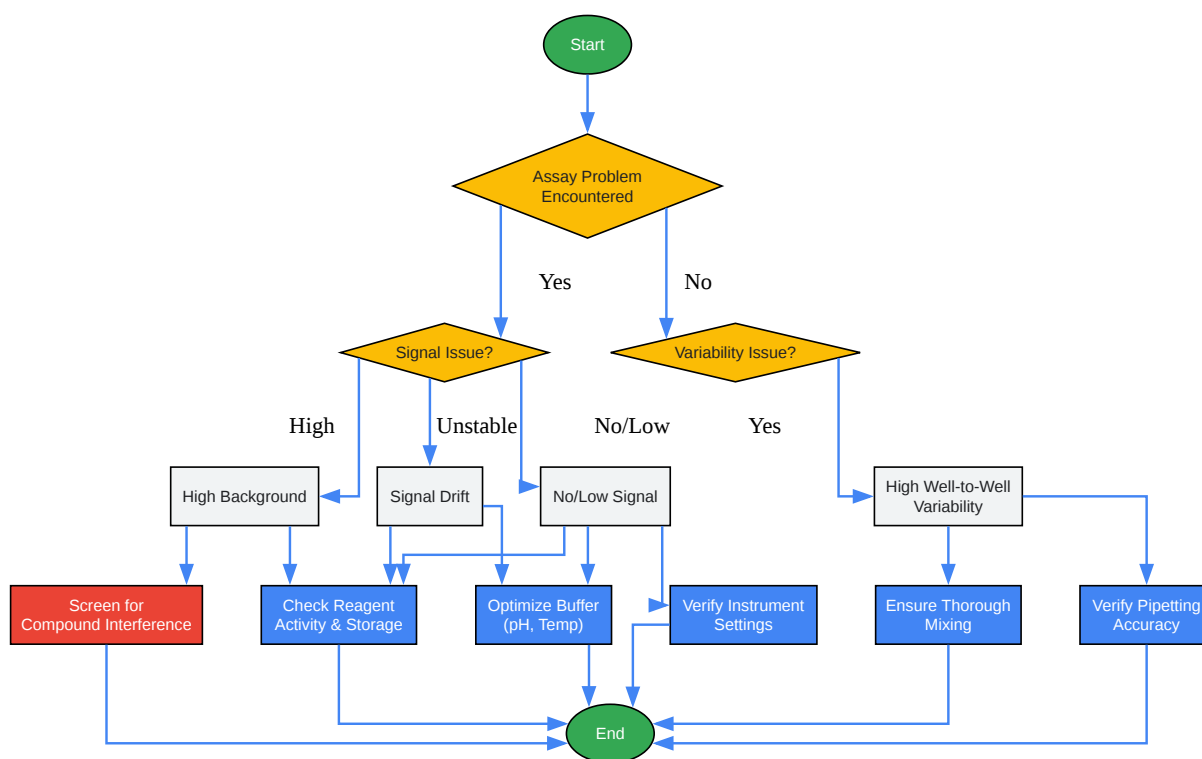 Start
Assay Problem
Encountered
Yes
No
Signal Issue?
Variability Issue?
High
Unstable
No/Low
Yes
High Background
Signal Drift
No/Low Signal
High Well-to-Well
Variability
Screen for
Compound Interference
Check Reagent
Activity & Storage
Optimize Buffer
(pH, Temp)
Verify Instrument
Settings
Ensure Thorough
Mixing
Verify Pipetting
Accuracy
End